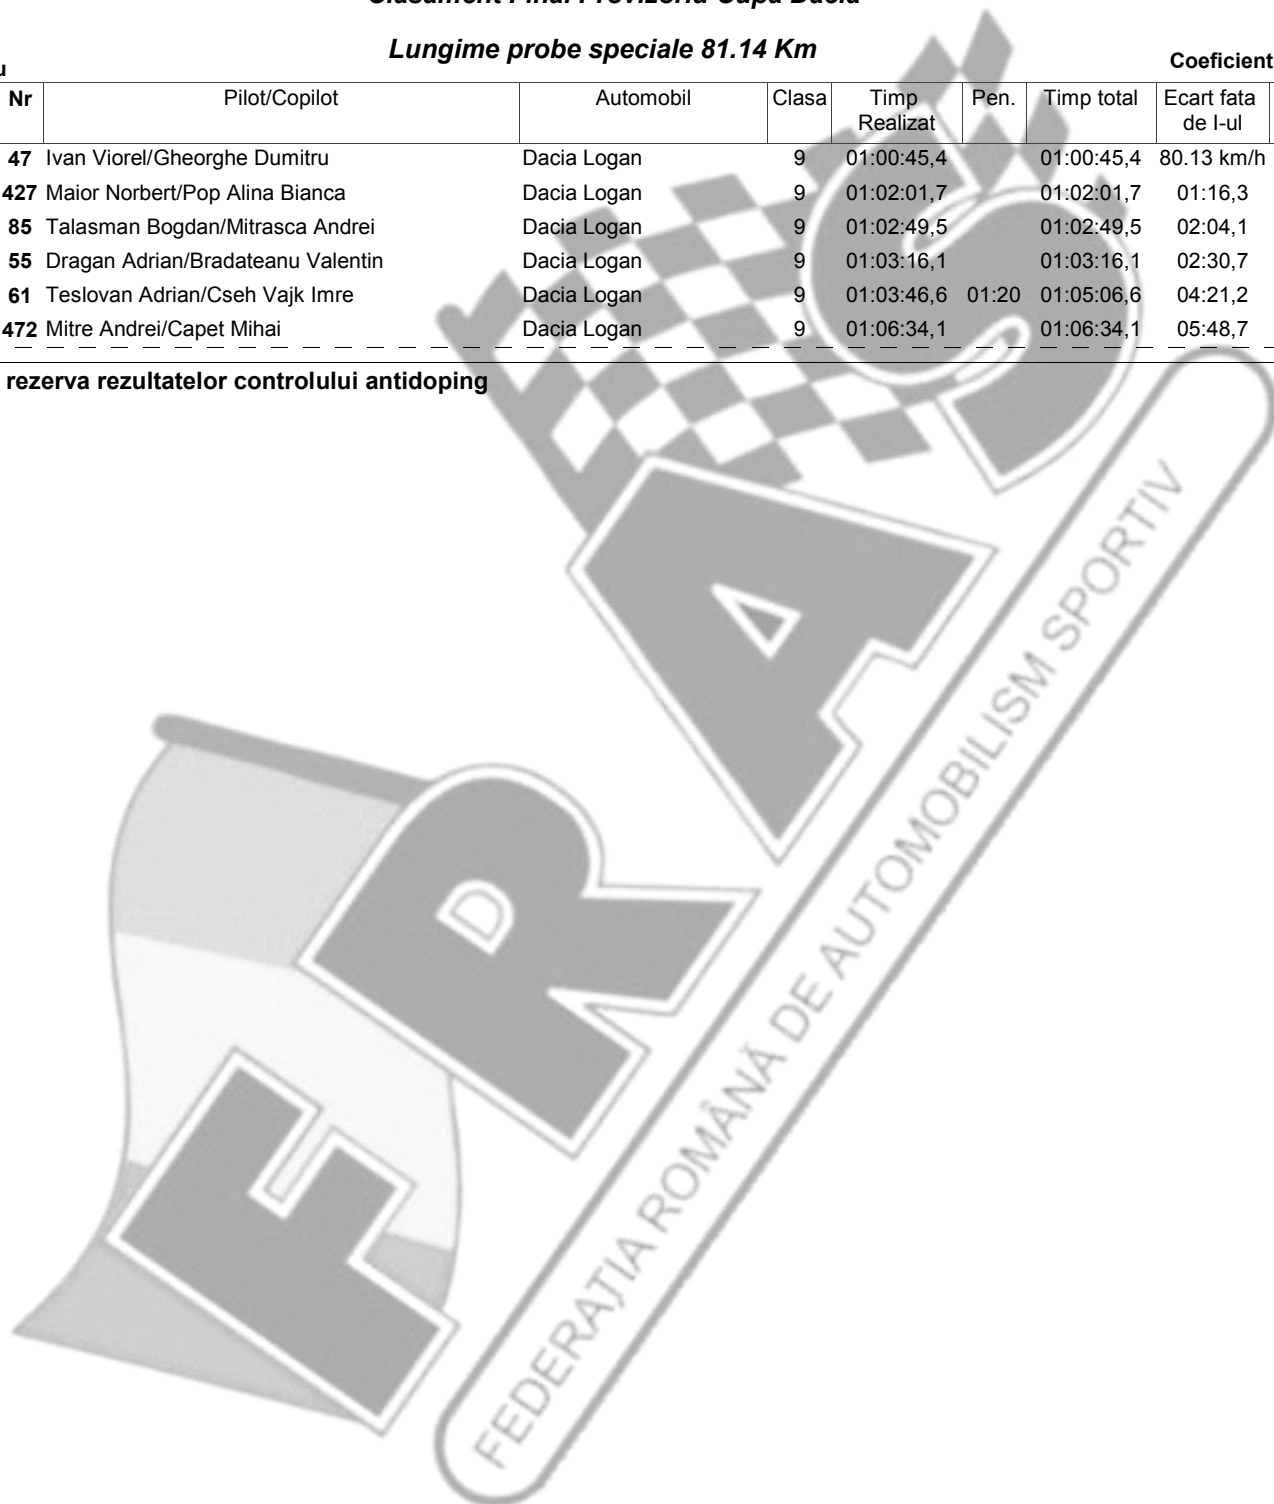 Clasament Final Provizoriu Cupa Dacia
Lungime probe speciale 81.14 Km
Coeficient
Nr Pilot/Copilot Automobil Clasa Timp Realizat Pen. Timp total Ecart fata de I-ul
47 Ivan Viorel/Gheorghe Dumitru Dacia Logan 9 01:00:45,4 01:00:45,4 80.13 km/h
427 Maior Norbert/Pop Alina Bianca Dacia Logan 9 01:02:01,7 01:02:01,7 01:16,3
85 Talasman Bogdan/Mitrasca Andrei Dacia Logan 9 01:02:49,5 01:02:49,5 02:04,1
55 Dragan Adrian/Bradateanu Valentin Dacia Logan 9 01:03:16,1 01:03:16,1 02:30,7
61 Teslovan Adrian/Cseh Vajk Imre Dacia Logan 9 01:03:46,6 01:20 01:05:06,6 04:21,2
472 Mitre Andrei/Capet Mihai Dacia Logan 9 01:06:34,1 01:06:34,1 05:48,7
rezerva rezultatelor controlului antidoping
FRAS
FEDERAŢIA ROMÂNĂ DE AUTOMOBILISM SPORTIV